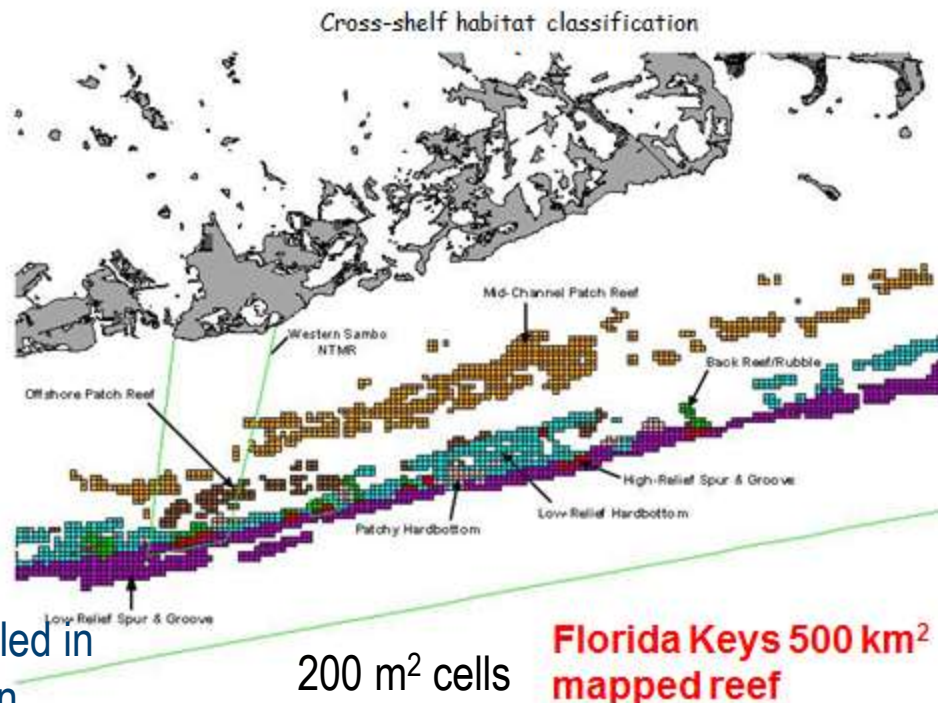 Cross-shelf habitat classification
Mid-Channel Patch Reef
Western Sambo
NTMR
Back Reef/Rubble
Offshore Patch Reef
High-Relief Spur & Groove
Low-Relief Hardbottom
Patchy Hardbottom
Low-Relief Spur & Groove
led in
200 m² cells
Florida Keys 500 km²
mapped reef